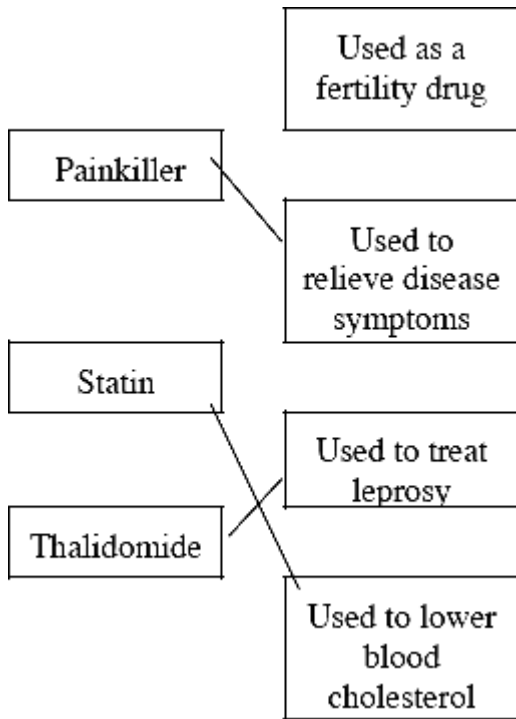 Used as a
fertility drug
Painkiller
Used to
relieve disease
symptoms
Statin
Used to treat
leprosy
Thalidomide
Used to lower
blood
cholesterol